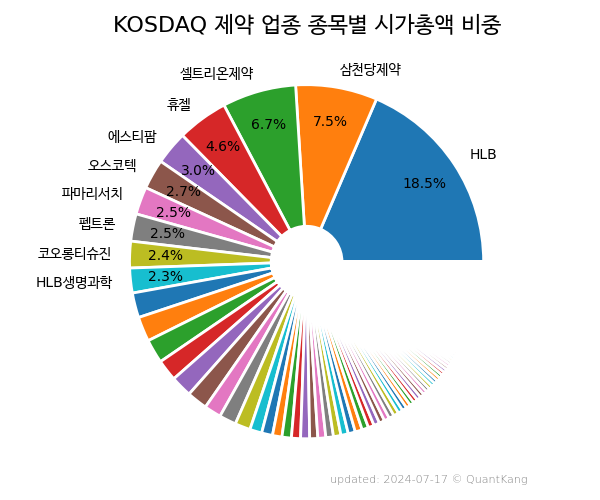 KOSDAQ 제약 업종 종목별 시가총액 비중
셀트리온제약
삼천당제약
휴젤
에스티팜
오스코텍
파마리서치
펩트론
코오롱티슈진
HLB생명과학
HLB
18.5%
7.5%
6.7%
4.6%
3.0%
2.7%
2.5%
2.5%
2.4%
2.3%
updated: 2024-07-17 © QuantKang